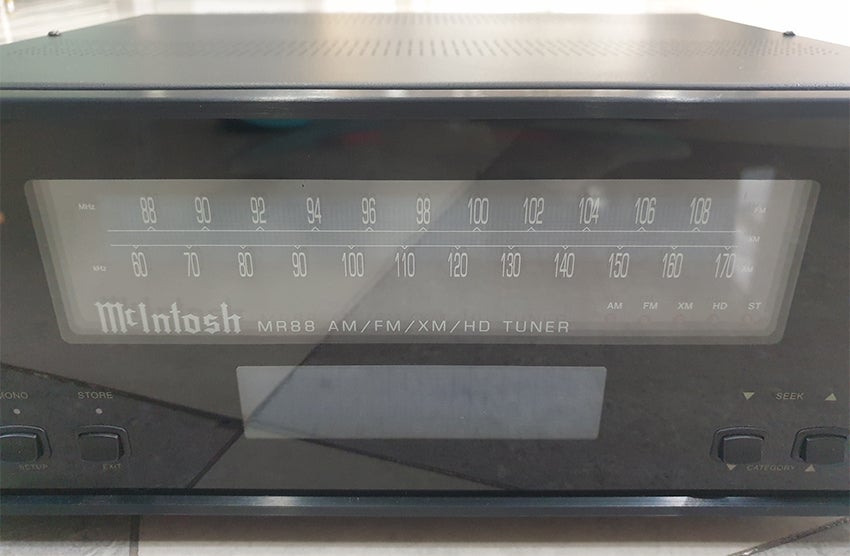 MHz 88 90 92 94 96 98 100 102 104 106 108 FM
XM
kHz 60 70 80 90 100 110 120 130 140 150 160 170 AM
AM FM XM HD ST
McIntosh MR88 AM/FM/XM/HD TUNER
MONO STORE SEEK
SETUP EXIT CATEGORY